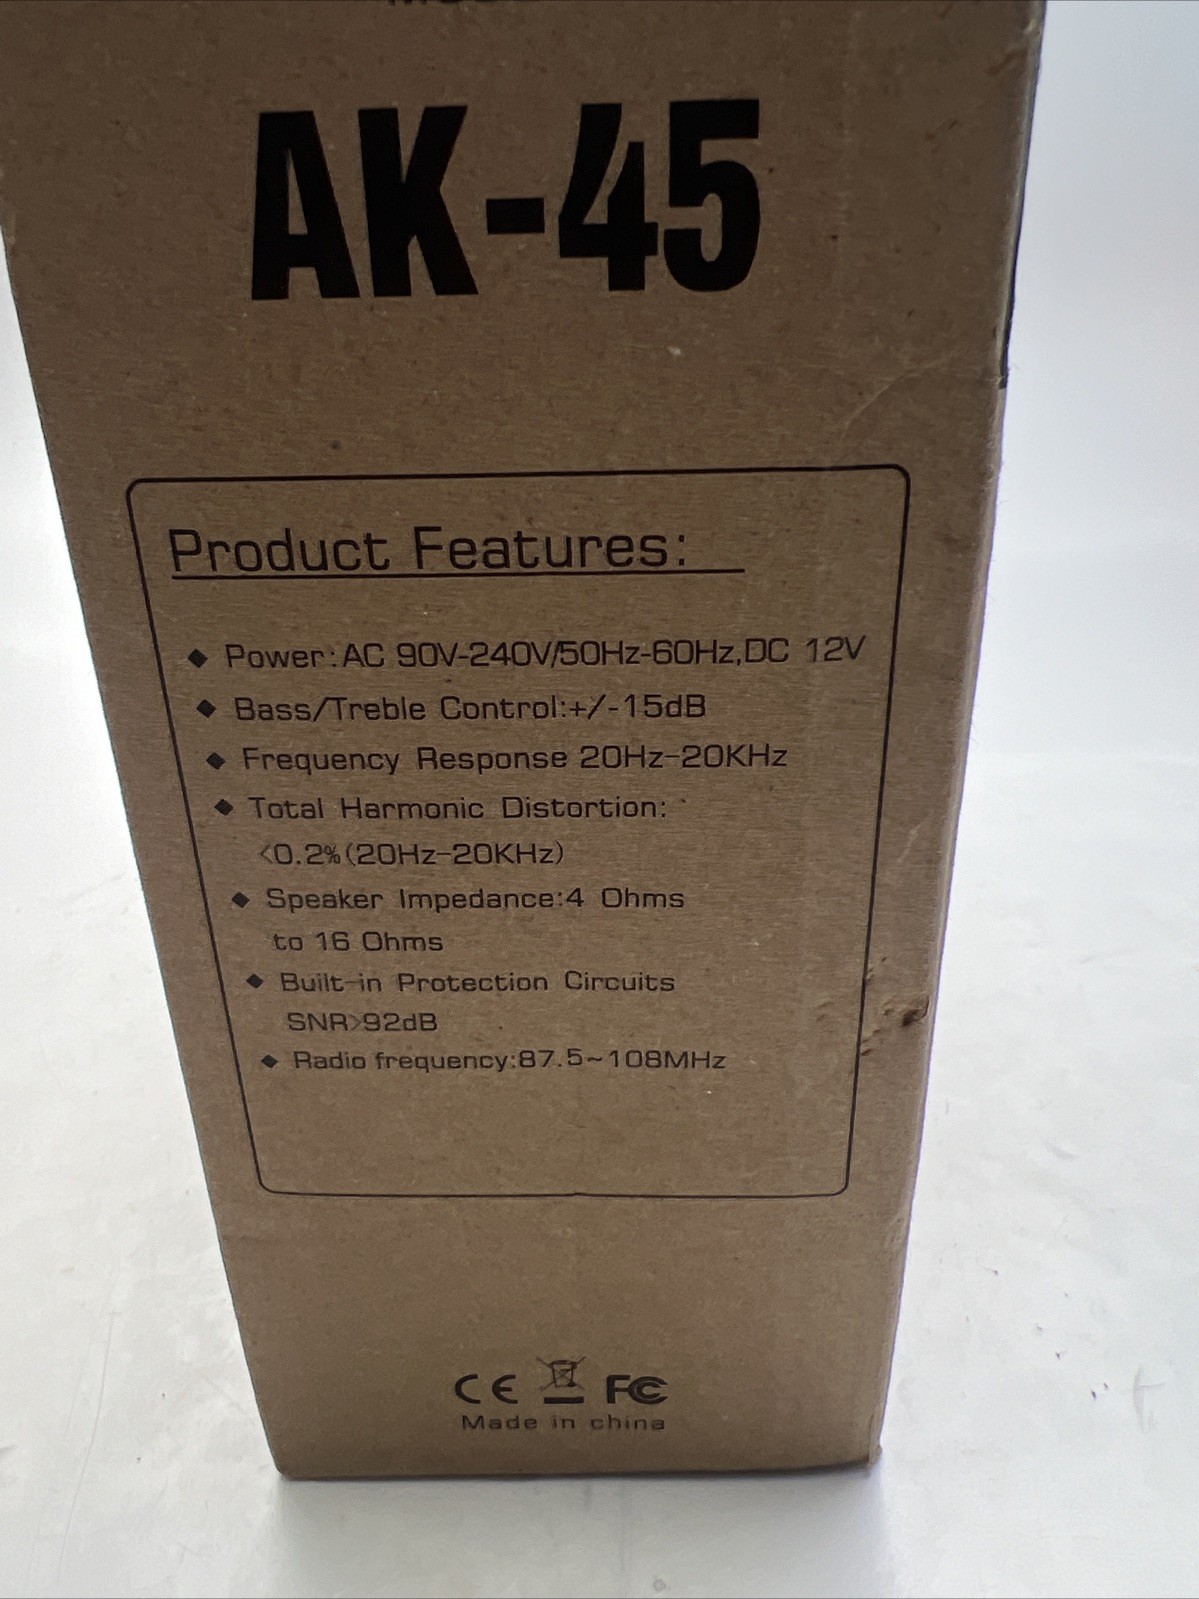 AK-45
Product Features:
◆ Power:AC 90V-240V/50Hz-60Hz,DC 12V
◆ Bass/Treble Control:+/-15dB
◆ Frequency Response 20Hz-20KHz
◆ Total Harmonic Distortion:
<0.2%(20Hz-20KHz)
◆ Speaker Impedance:4 Ohms
to 16 Ohms
◆ Built-in Protection Circuits
SNR>92dB
◆ Radio frequency:87.5~108MHz
CE FC
Made in china